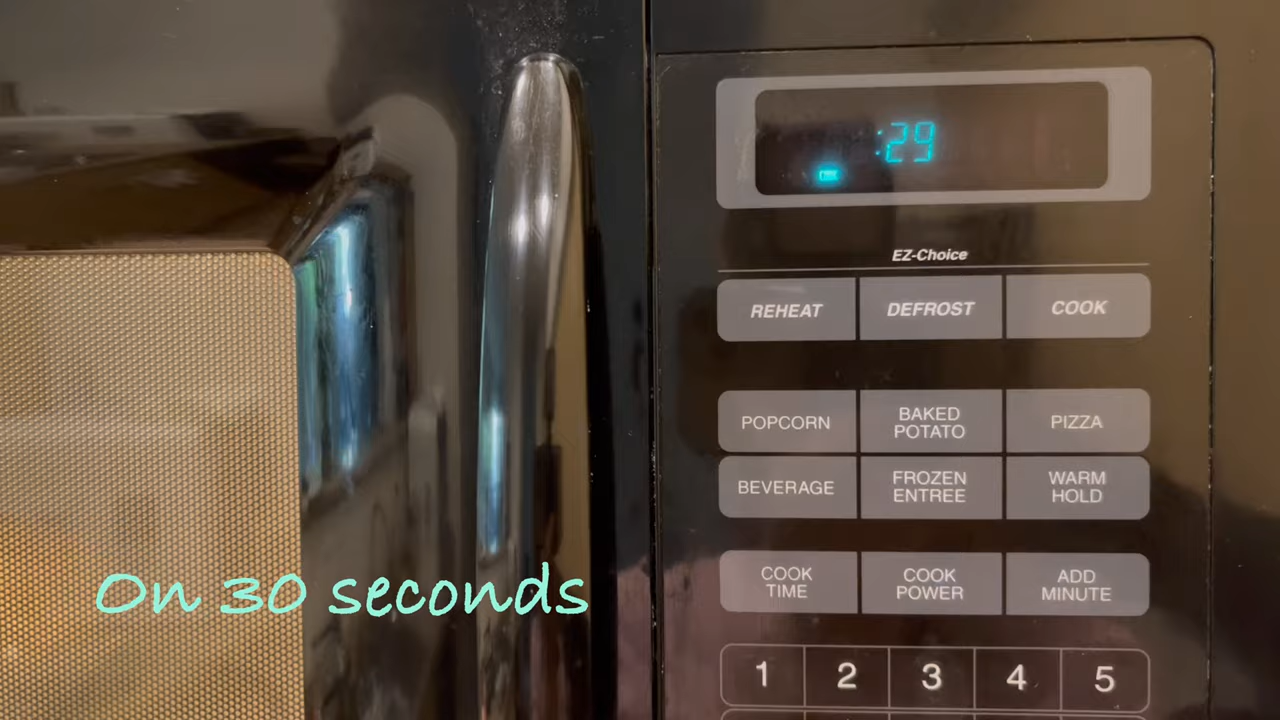 :29
EZ-Choice
REHEAT
DEFROST
COOK
POPCORN
BAKED
POTATO
PIZZA
BEVERAGE
FROZEN
ENTREE
WARM
HOLD
COOK
TIME
COOK
POWER
ADD
MINUTE
On 30 seconds
1 2 3 4 5